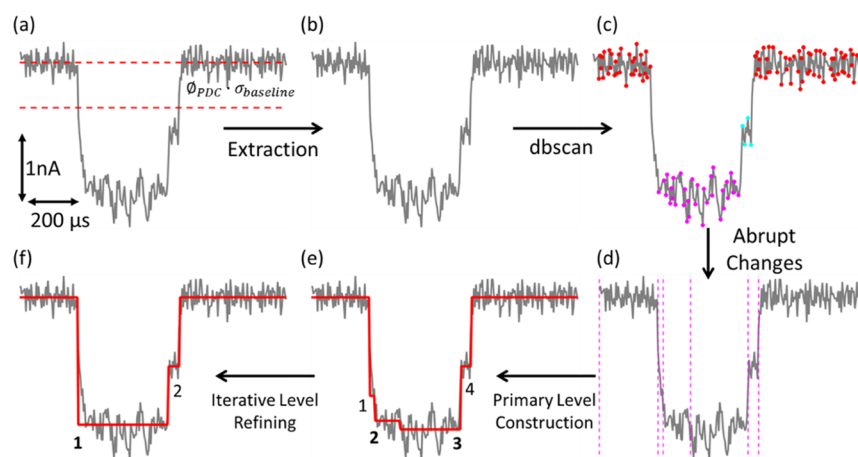 (a)
(b)
(c)
∅PDC · σbaseline
1nA
Extraction
dbscan
200 µs
(f)
(e)
Abrupt
Changes
(d)
2
1
Iterative Level
Refining
1
2
3
4
Primary Level
Construction